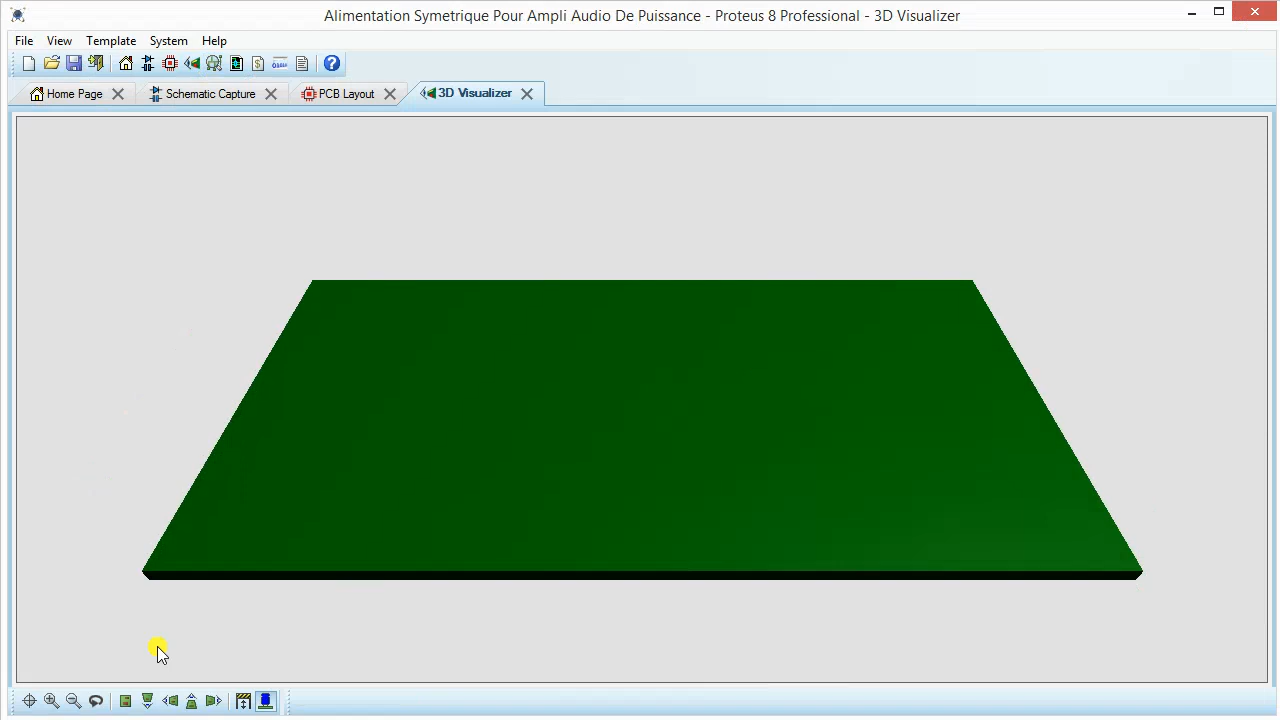 Alimentation Symetrique Pour Ampli Audio De Puissance - Proteus 8 Professional - 3D Visualizer
File View Template System Help
Home Page Schematic Capture PCB Layout 3D Visualizer